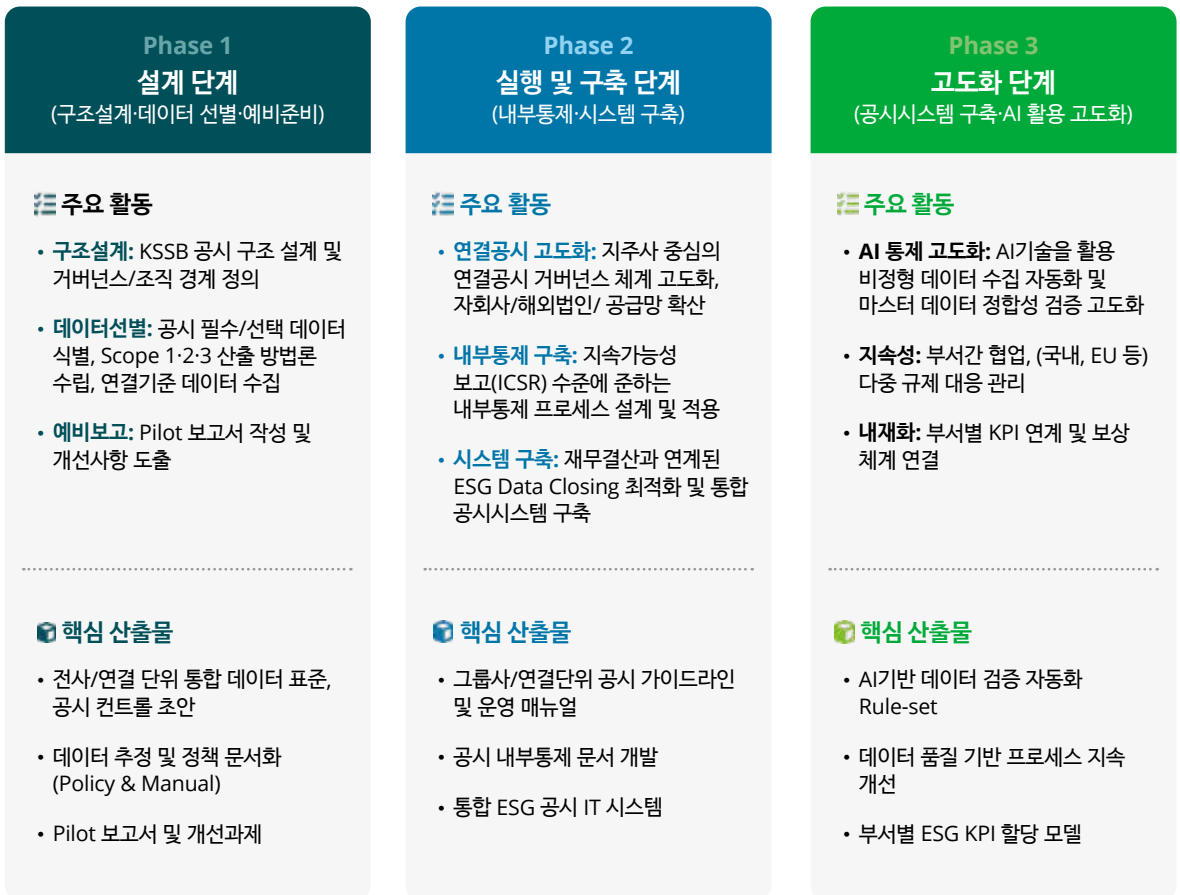 Phase 1
설계 단계
(구조설계·데이터 선별·예비준비)
주요 활동
• 구조설계: KSSB 공시 구조 설계 및
거버넌스/조직 경계 정의
• 데이터선별: 공시 필수/선택 데이터
식별, Scope 1·2·3 산출 방법론
수립, 연결기준 데이터 수집
• 예비보고: Pilot 보고서 작성 및
개선사항 도출
핵심 산출물
• 전사/연결 단위 통합 데이터 표준,
공시 컨트롤 초안
• 데이터 추정 및 정책 문서화
(Policy & Manual)
• Pilot 보고서 및 개선과제
Phase 2
실행 및 구축 단계
(내부통제·시스템 구축)
주요 활동
• 연결공시 고도화: 지주사 중심의
연결공시 거버넌스 체계 고도화,
자회사/해외법인/ 공급망 확산
• 내부통제 구축: 지속가능성
보고(ICSR) 수준에 준하는
내부통제 프로세스 설계 및 적용
• 시스템 구축: 재무결산과 연계된
ESG Data Closing 최적화 및 통합
공시시스템 구축
핵심 산출물
• 그룹사/연결단위 공시 가이드라인
및 운영 매뉴얼
• 공시 내부통제 문서 개발
• 통합 ESG 공시 IT 시스템
Phase 3
고도화 단계
(공시시스템 구축·AI 활용 고도화)
주요 활동
• AI 통제 고도화: AI기술을 활용
비정형 데이터 수집 자동화 및
마스터 데이터 정합성 검증 고도화
• 지속성: 부서간 협업, (국내, EU 등)
다중 규제 대응 관리
• 내재화: 부서별 KPI 연계 및 보상
체계 연결
핵심 산출물
• AI기반 데이터 검증 자동화
Rule-set
• 데이터 품질 기반 프로세스 지속
개선
• 부서별 ESG KPI 할당 모델